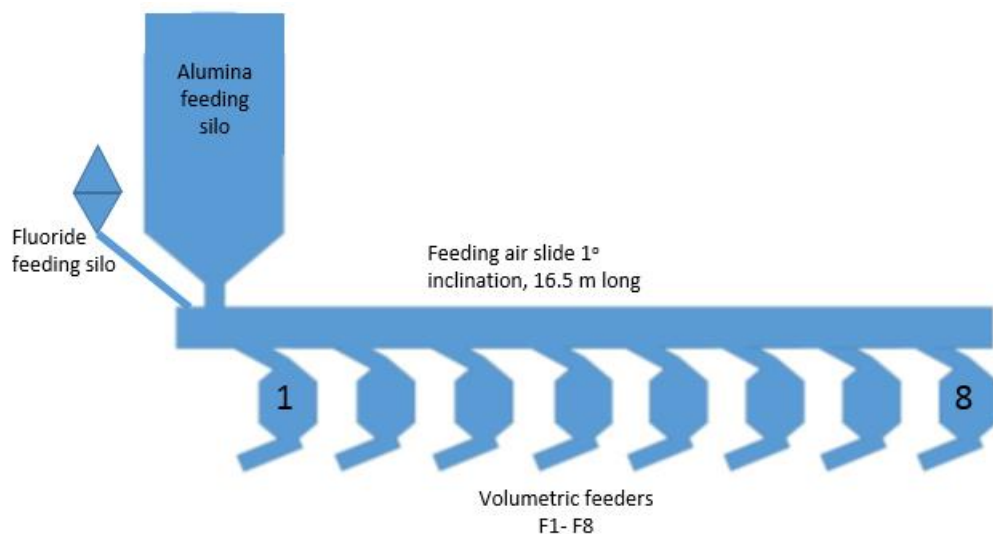 Alumina
feeding
silo
Fluoride
feeding silo
Feeding air slide 1º
inclination, 16.5 m long
1
8
Volumetric feeders
F1- F8